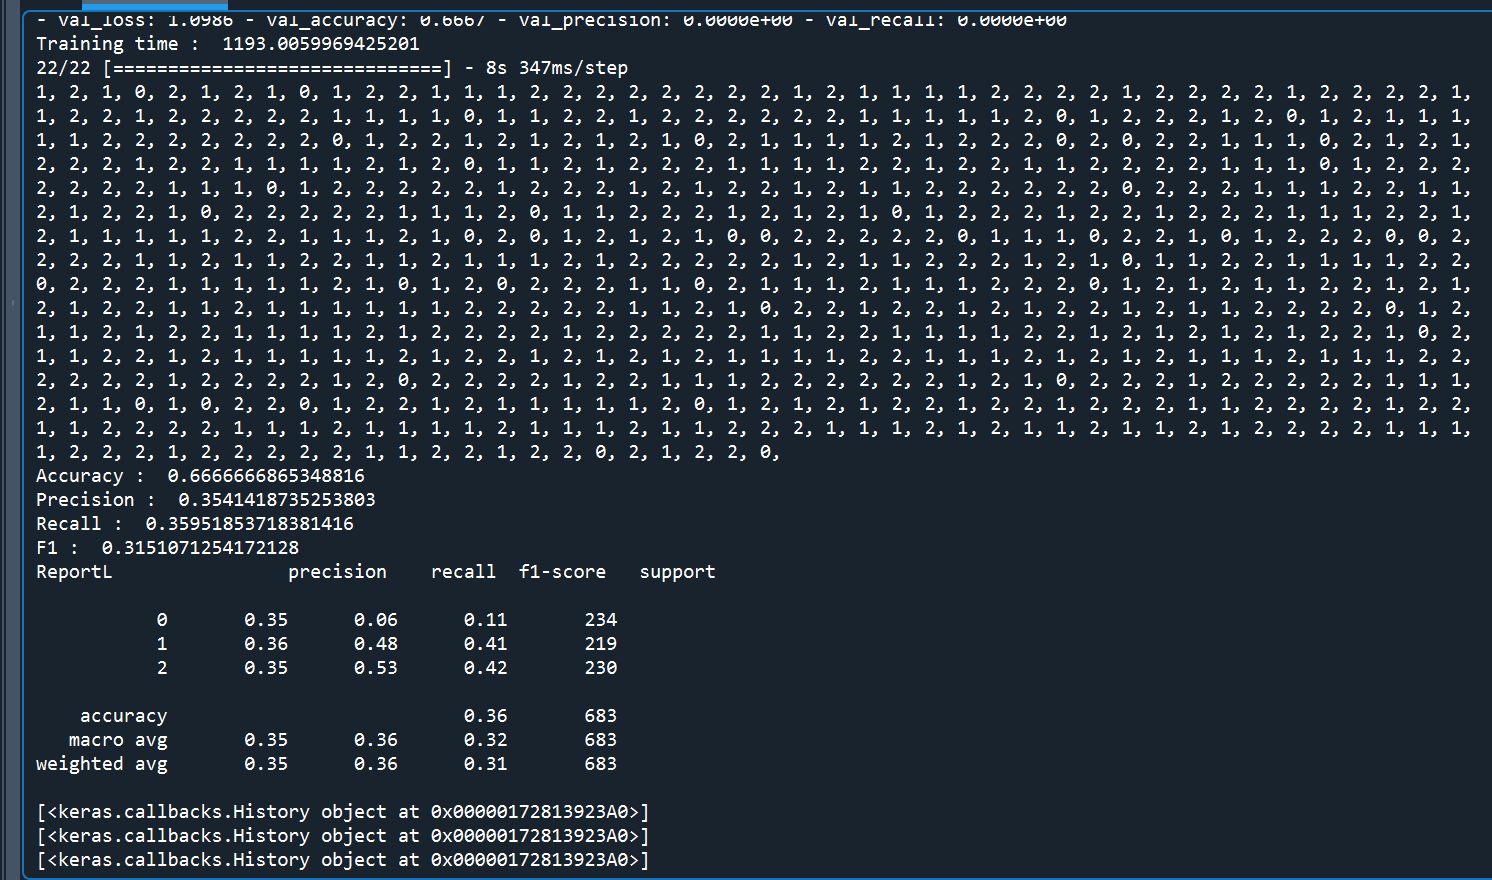 - val_loss: 1.0986 - val_accuracy: 0.6667 - val_precision: 0.0000e+00 - val_recall: 0.0000e+00
Training time :  1193.0059969425201
22/22 [==============================] - 8s 347ms/step
1, 2, 1, 0, 2, 1, 2, 1, 0, 1, 2, 2, 1, 1, 1, 2, 2, 2, 2, 2, 2, 2, 2, 1, 2, 1, 1, 1, 1, 2, 2, 2, 2, 1, 2, 2, 2, 2, 1, 2, 2, 2, 2, 1,
1, 2, 2, 1, 2, 2, 2, 2, 2, 1, 1, 1, 1, 0, 1, 1, 2, 2, 1, 2, 2, 2, 2, 2, 2, 1, 1, 1, 1, 1, 2, 0, 1, 2, 2, 2, 1, 2, 0, 1, 2, 1, 1, 1,
1, 1, 2, 2, 2, 2, 2, 2, 2, 0, 1, 2, 2, 1, 2, 1, 2, 1, 2, 1, 0, 2, 1, 1, 1, 1, 2, 1, 2, 2, 2, 0, 2, 0, 2, 2, 1, 1, 1, 0, 2, 1, 2, 1,
2, 2, 2, 1, 2, 2, 1, 1, 1, 1, 2, 1, 2, 0, 1, 1, 2, 1, 2, 2, 2, 1, 1, 1, 1, 2, 2, 1, 2, 2, 1, 1, 2, 2, 2, 2, 1, 1, 1, 0, 1, 2, 2, 2,
2, 2, 2, 2, 1, 1, 1, 0, 1, 2, 2, 2, 2, 2, 1, 2, 2, 2, 1, 2, 1, 2, 2, 1, 2, 1, 1, 2, 2, 2, 2, 2, 2, 0, 2, 2, 2, 1, 1, 1, 2, 2, 1, 1,
2, 1, 2, 2, 1, 0, 2, 2, 2, 2, 2, 1, 1, 1, 2, 0, 1, 1, 2, 2, 2, 1, 2, 1, 2, 1, 0, 1, 2, 2, 2, 1, 2, 2, 1, 2, 2, 2, 1, 1, 1, 2, 2, 1,
2, 1, 1, 1, 1, 1, 2, 2, 1, 1, 1, 2, 1, 0, 2, 0, 1, 2, 1, 2, 1, 0, 0, 2, 2, 2, 2, 2, 0, 1, 1, 1, 0, 2, 2, 1, 0, 1, 2, 2, 2, 0, 0, 2,
2, 2, 2, 1, 1, 2, 1, 1, 2, 2, 1, 1, 2, 1, 1, 1, 2, 1, 1, 2, 2, 2, 2, 2, 1, 2, 1, 1, 2, 2, 2, 1, 2, 1, 0, 1, 1, 2, 2, 1, 1, 1, 1, 2, 2,
0, 2, 2, 2, 1, 1, 1, 1, 1, 2, 1, 0, 1, 2, 0, 2, 2, 2, 1, 1, 0, 2, 1, 1, 1, 2, 1, 1, 1, 2, 2, 2, 0, 1, 2, 1, 2, 1, 1, 2, 2, 1, 2, 1,
2, 1, 2, 2, 1, 1, 2, 1, 1, 1, 1, 1, 1, 2, 2, 2, 2, 2, 1, 1, 2, 1, 0, 2, 2, 1, 2, 2, 1, 2, 1, 2, 2, 1, 2, 1, 1, 2, 2, 2, 2, 0, 1, 2,
1, 1, 2, 1, 2, 2, 1, 1, 1, 1, 2, 1, 2, 2, 2, 2, 1, 2, 2, 2, 2, 2, 1, 1, 2, 2, 1, 1, 1, 1, 2, 2, 1, 2, 1, 2, 1, 2, 1, 2, 2, 1, 0, 2,
1, 1, 2, 2, 1, 2, 1, 1, 1, 1, 1, 2, 1, 2, 2, 1, 2, 1, 2, 1, 2, 1, 1, 1, 1, 2, 2, 1, 1, 1, 2, 1, 2, 1, 2, 1, 1, 1, 2, 1, 1, 1, 2, 2,
2, 2, 2, 2, 1, 2, 2, 2, 2, 1, 2, 0, 2, 2, 2, 2, 1, 2, 2, 1, 1, 1, 2, 2, 2, 2, 2, 2, 1, 2, 1, 0, 2, 2, 2, 1, 2, 2, 2, 2, 2, 1, 1, 1,
2, 1, 1, 0, 1, 0, 2, 2, 0, 1, 2, 2, 1, 2, 1, 1, 1, 1, 1, 2, 0, 1, 2, 1, 2, 1, 2, 2, 1, 2, 2, 1, 2, 2, 2, 1, 1, 2, 2, 2, 2, 1, 2, 2,
1, 1, 2, 2, 2, 2, 1, 1, 1, 2, 1, 1, 1, 1, 2, 1, 1, 1, 2, 1, 1, 2, 2, 2, 1, 1, 1, 2, 1, 2, 1, 1, 2, 1, 1, 2, 1, 2, 2, 2, 2, 1, 1, 1,
1, 2, 2, 2, 1, 2, 2, 2, 2, 2, 1, 1, 2, 2, 1, 2, 2, 0, 2, 1, 2, 2, 0,
Accuracy :  0.6666666865348816
Precision :  0.3541418735253803
Recall :  0.35951853718381416
F1 :  0.3151071254172128
ReportL                precision    recall  f1-score   support
0       0.35      0.06      0.11       234
1       0.36      0.48      0.41       219
2       0.35      0.53      0.42       230
accuracy                           0.36       683
macro avg       0.35      0.36      0.32       683
weighted avg       0.35      0.36      0.31       683
[<keras.callbacks.History object at 0x00000172813923A0>]
[<keras.callbacks.History object at 0x00000172813923A0>]
[<keras.callbacks.History object at 0x00000172813923A0>]